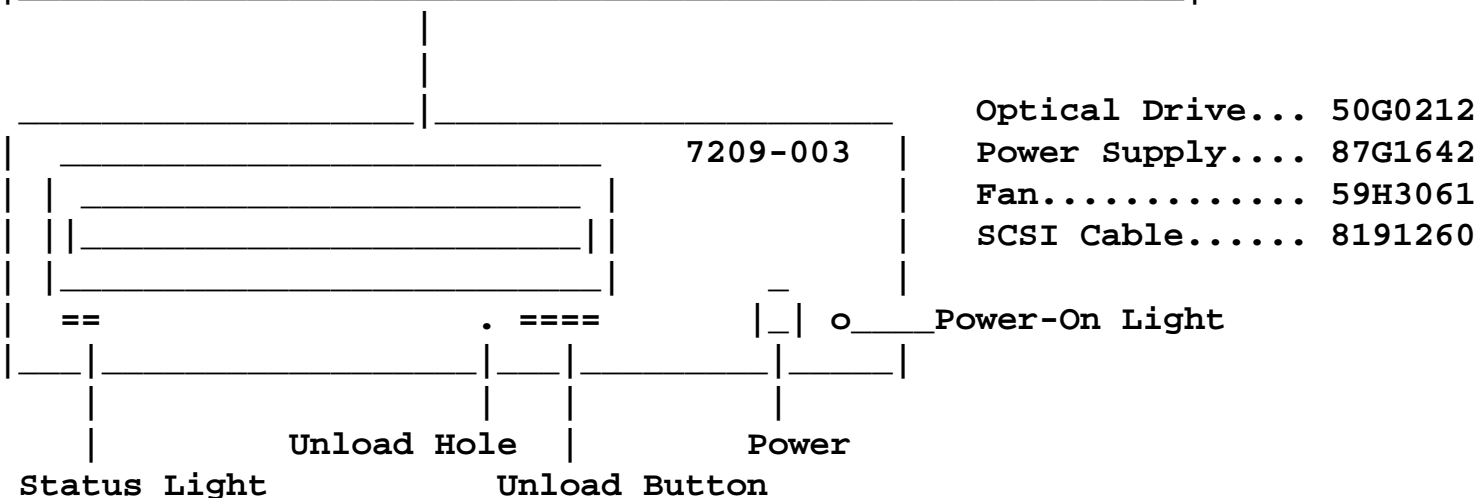 Optical Drive... 50G0212
7209-003 Power Supply.... 87G1642
Fan............. 59H3061
SCSI Cable...... 8191260
== . ==== |_| o____Power-On Light
Unload Hole Power
Status Light Unload Button